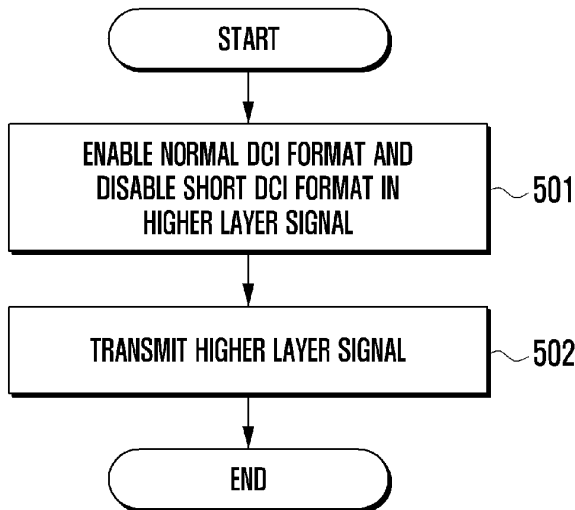 START
ENABLE NORMAL DCI FORMAT AND
DISABLE SHORT DCI FORMAT IN
HIGHER LAYER SIGNAL
501
TRANSMIT HIGHER LAYER SIGNAL
502
END